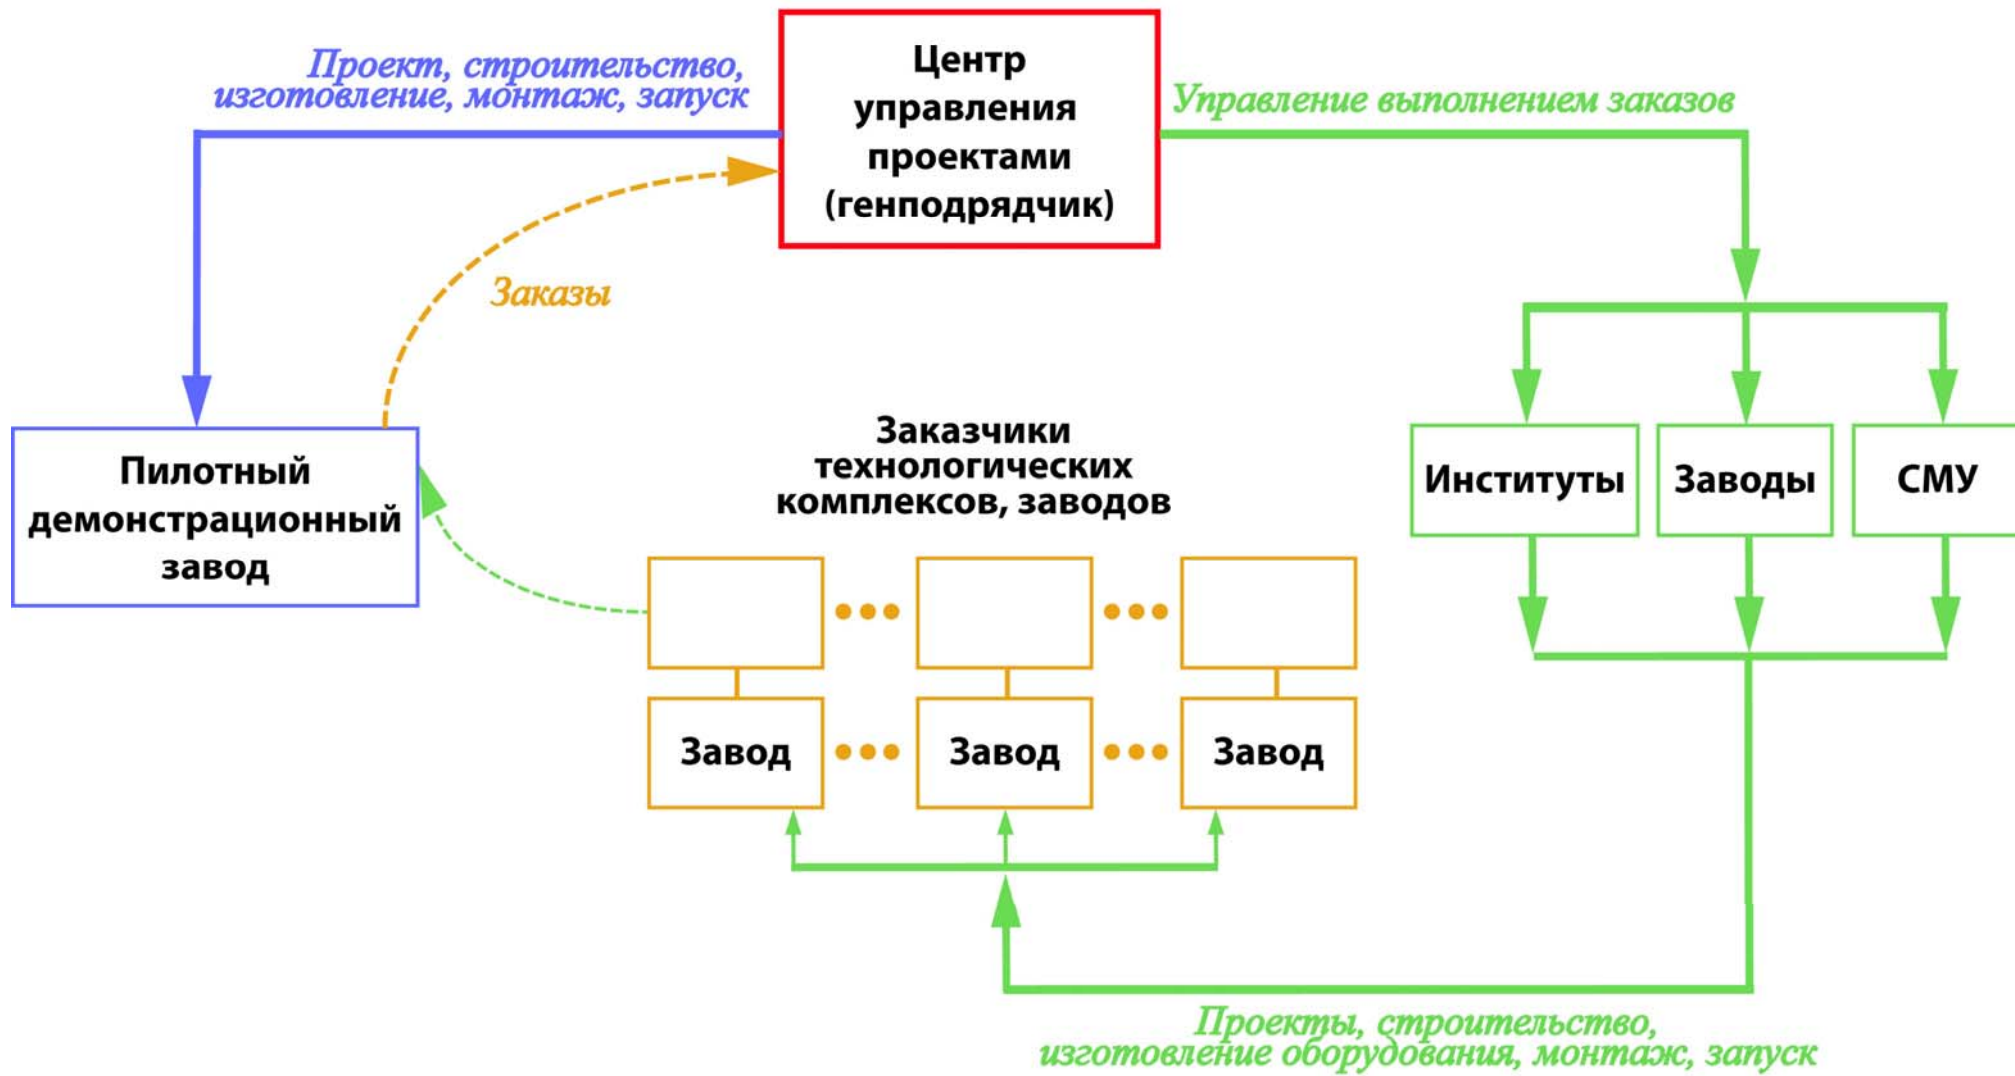 Центр
управления
проектами
(генподрядчик)
Проект, строительство,
изготовление, монтаж, запуск
Управление выполнением заказов
Заказы
Пилотный
демонстрационный
завод
Заказчики
технологических
комплексов, заводов
Институты
Заводы
СМУ
Завод
Завод
Завод
Проекты, строительство,
изготовление оборудования, монтаж, запуск